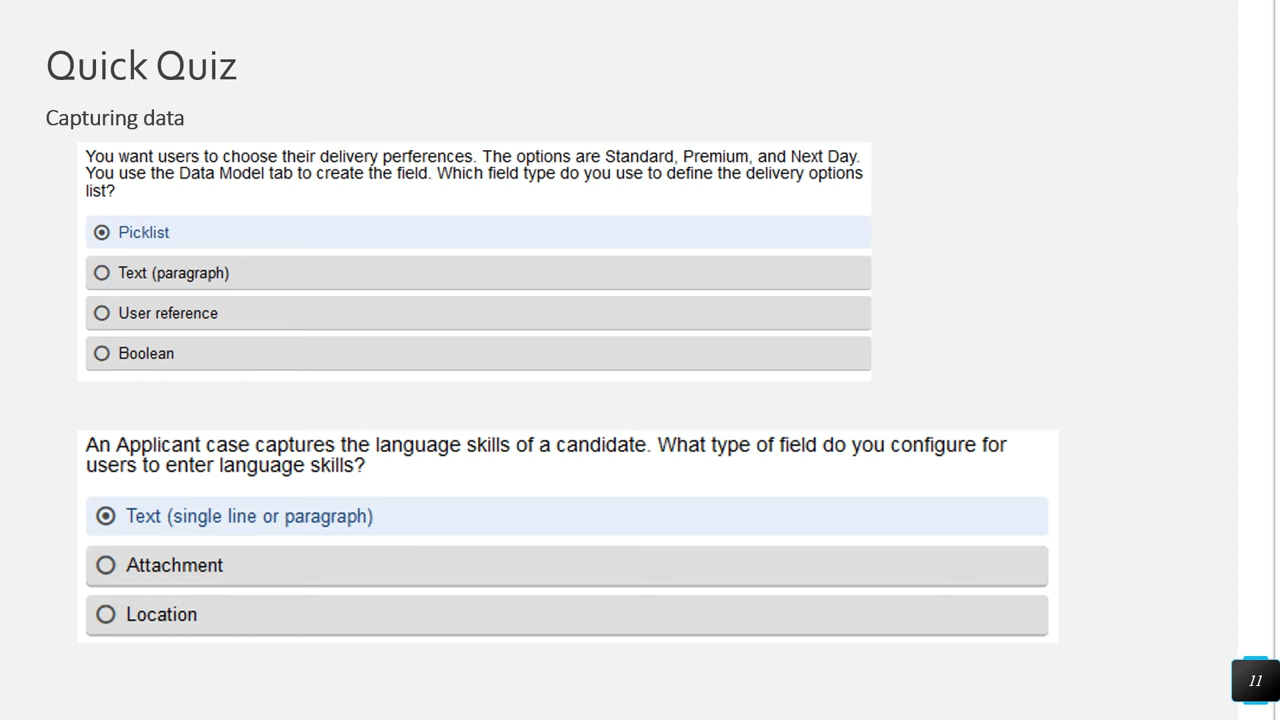 Quick Quiz
Capturing data
You want users to choose their delivery perferences. The options are Standard, Premium, and Next Day.
You use the Data Model tab to create the field. Which field type do you use to define the delivery options
list?
Picklist
Text (paragraph)
User reference
Boolean
An Applicant case captures the language skills of a candidate. What type of field do you configure for
users to enter language skills?
Text (single line or paragraph)
Attachment
Location
11